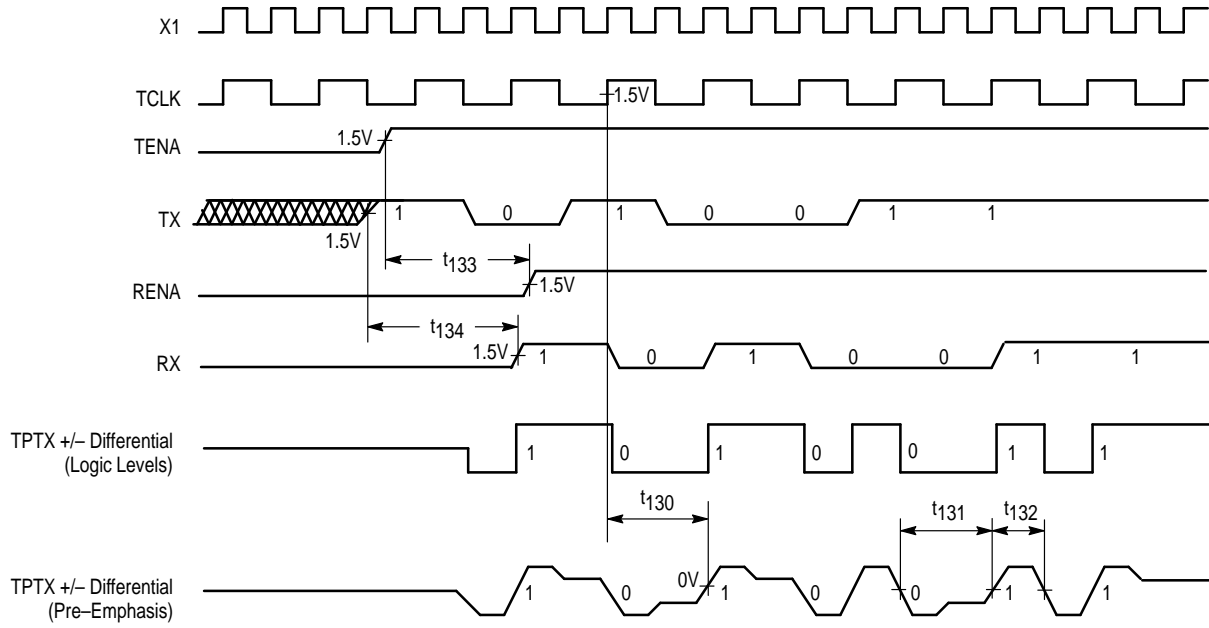 X1
TCLK
1.5V
TENA
1.5V
TX
1 0 1 0 0 1 1
1.5V
t133
RENA
1.5V
t134
RX
1.5V
1 0 1 0 0 1 1
TPTX +/– Differential
(Logic Levels)
1 0 1 0 0 1 1
t130
t131
t132
TPTX +/– Differential
(Pre–Emphasis)
0V
1 0 1 0 0 1 1